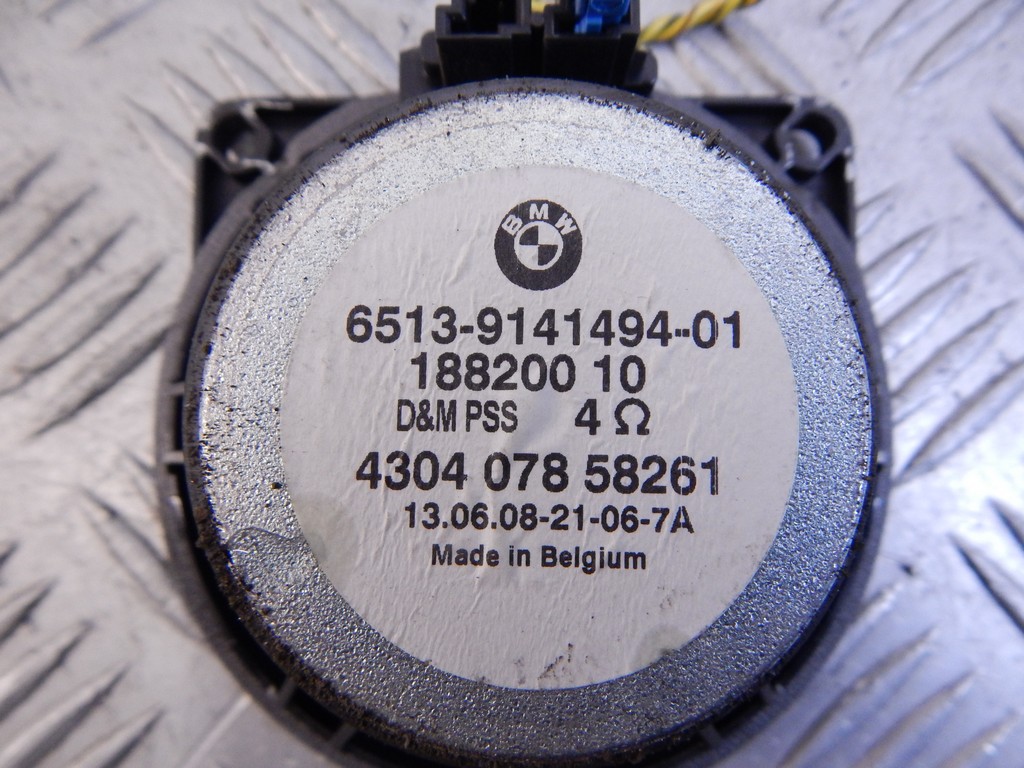 BMW
6513-9141494-01
188200 10
D&M PSS 4 Ω
4304 078 58261
13.06.08-21-06-7A
Made in Belgium